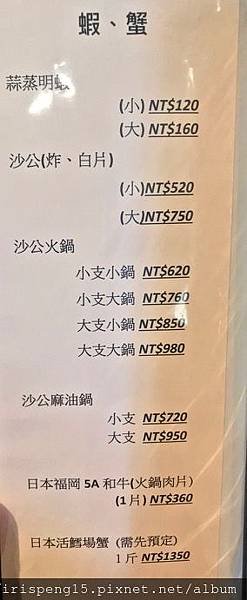 蝦、蟹
蒜蒸明蝦
(小) NT$120
(大) NT$160
沙公(炸、白片)
(小)NT$520
(大)NT$750
沙公火鍋
小支小鍋 NT$620
小支大鍋 NT$760
大支小鍋 NT$850
大支大鍋 NT$980
沙公麻油鍋
小支 NT$720
大支 NT$950
日本福岡 5A 和牛(火鍋肉片)
(1 片) NT$360
日本活鱈場蟹 (需先預定)
1 斤 NT$1350
irispeng15.pixnet.net/album